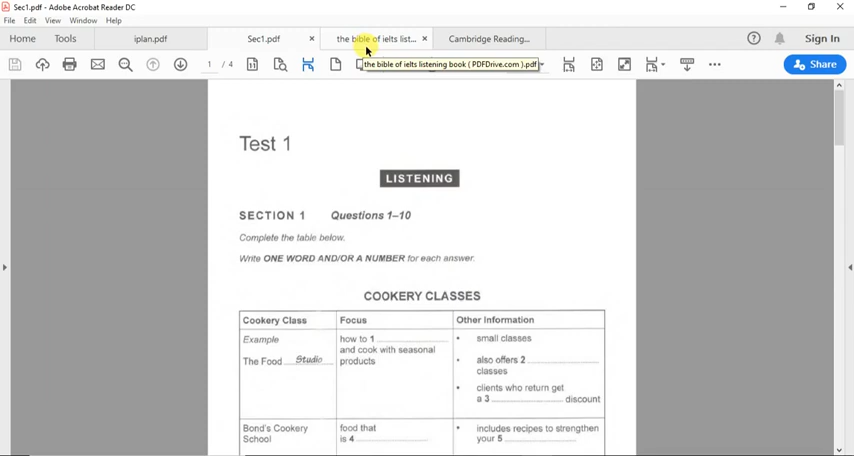 Sec1.pdf - Adobe Acrobat Reader DC
File Edit View Window Help
Home Tools iplan.pdf Sec1.pdf × the bible of ielts list... × Cambridge Reading...
Sign In
1 / 4
Share
the bible of ielts listening book ( PDFDrive.com ).pdf
Test 1
LISTENING
SECTION 1 Questions 1–10
Complete the table below.
Write ONE WORD AND/OR A NUMBER for each answer.
COOKERY CLASSES
Cookery Class Focus Other Information
Example
The Food Studio
how to 1
and cook with seasonal
products
• small classes
• also offers 2
classes
• clients who return get
a 3 discount
Bond's Cookery
School
food that
is 4
• includes recipes to strengthen
your 5